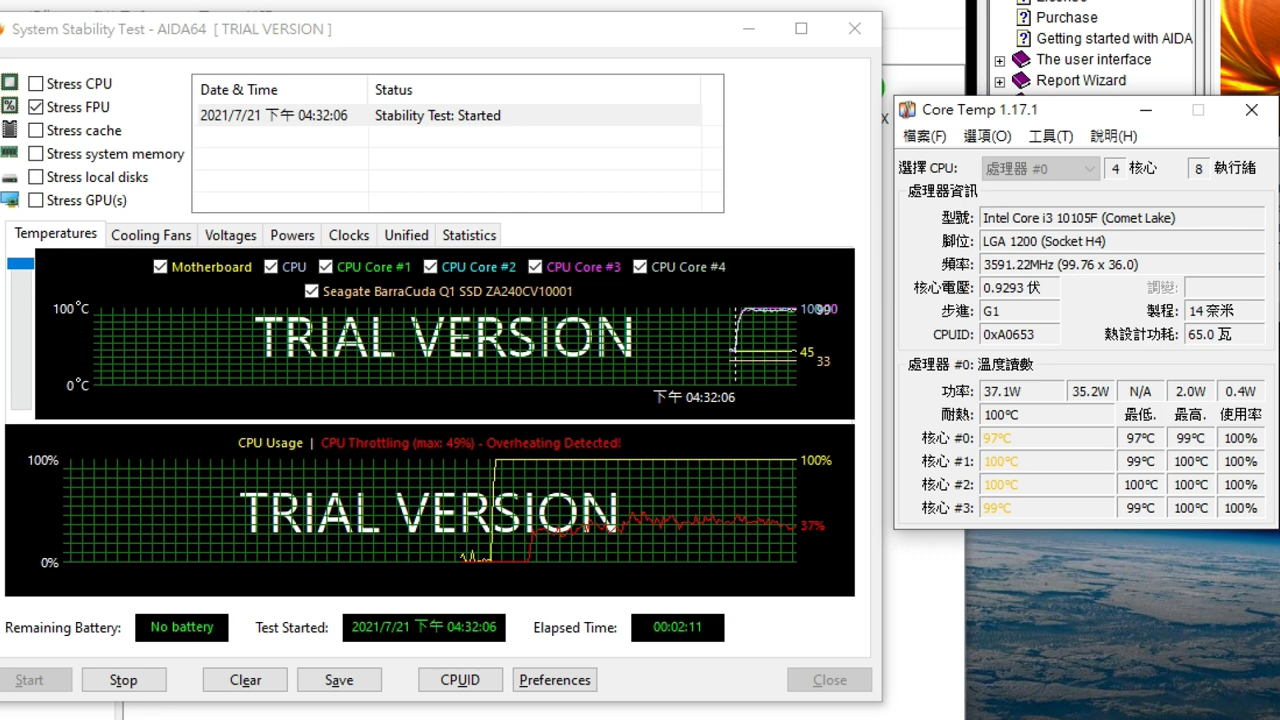 System Stability Test - AIDA64 [ TRIAL VERSION ]
Stress CPU
Stress FPU
Stress cache
Stress system memory
Stress local disks
Stress GPU(s)
Date & Time Status
2021/7/21 下午 04:32:06 Stability Test: Started
Temperatures Cooling Fans Voltages Powers Clocks Unified Statistics
Motherboard CPU CPU Core #1 CPU Core #2 CPU Core #3 CPU Core #4
Seagate BarraCuda Q1 SSD ZA240CV10001
100°C
TRIAL VERSION
45
33
0°C
下午 04:32:06
CPU Usage | CPU Throttling (max: 49%) - Overheating Detected!
100% 100%
TRIAL VERSION
37%
0%
Remaining Battery: No battery Test Started: 2021/7/21 下午 04:32:06 Elapsed Time: 00:02:11
Start Stop Clear Save CPUID Preferences Close
Purchase
Getting started with AIDA
The user interface
Report Wizard
X
Core Temp 1.17.1
檔案(F) 選項(O) 工具(T) 說明(H)
選擇 CPU: 處理器 #0 4 核心 8 執行緒
處理器資訊
型號: Intel Core i3 10105F (Comet Lake)
腳位: LGA 1200 (Socket H4)
頻率: 3591.22MHz (99.76 x 36.0)
核心電壓: 0.9293 伏 調變:
步進: G1 製程: 14 奈米
CPUID: 0xA0653 熱設計功耗: 65.0 瓦
處理器 #0: 溫度讀數
功率: 37.1W 35.2W N/A 2.0W 0.4W
耐熱: 100°C 最低. 最高. 使用率
核心 #0: 97°C 97°C 99°C 100%
核心 #1: 100°C 99°C 100°C 100%
核心 #2: 100°C 100°C 100°C 100%
核心 #3: 99°C 99°C 100°C 100%